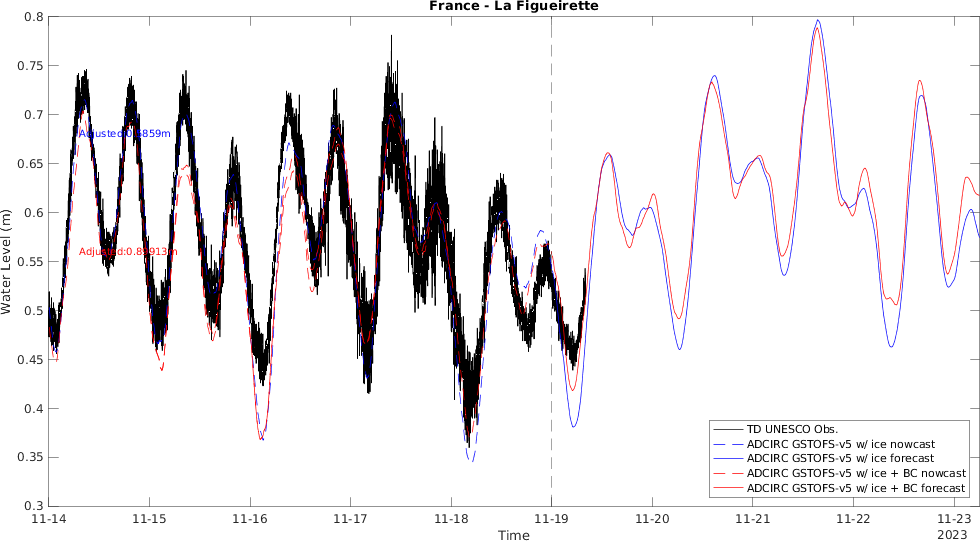 France - La Figueirette
0.8
0.75
0.7
0.65
0.6
0.55
0.5
0.45
0.4
0.35
0.3
Water Level (m)
TD UNESCO Obs.
ADCIRC GSTOFS-v5 w/ ice nowcast
ADCIRC GSTOFS-v5 w/ ice forecast
ADCIRC GSTOFS-v5 w/ ice + BC nowcast
ADCIRC GSTOFS-v5 w/ ice + BC forecast
11-14 11-15 11-16 11-17 11-18 11-19 11-20 11-21 11-22 11-23
Time
2023